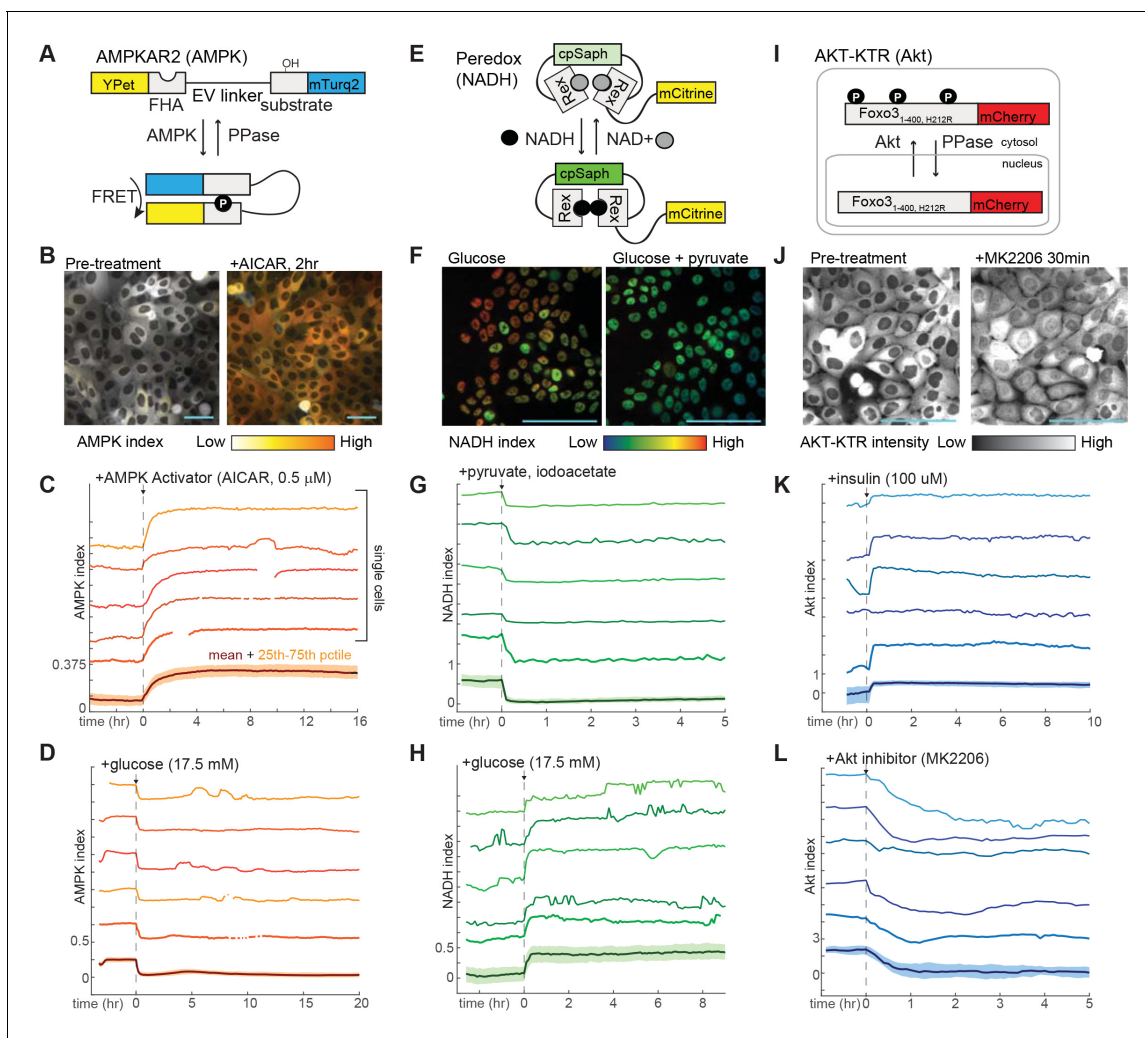 A
AMPKAR2 (AMPK)
OH
YPet
mTurq2
FHA
EV linker
substrate
AMPK
PPase
FRET
P
B
Pre-treatment
+AICAR, 2hr
AMPK index
Low
High
C
+AMPK Activator (AICAR, 0.5 μM)
AMPK index
single cells
0.375
mean + 25th-75th pctile
0
time (hr)
0
4
8
12
16
D
+glucose (17.5 mM)
AMPK index
0.5
0
time (hr)
0
5
10
15
20
E
Peredox
(NADH)
cpSaph
Rex
Rex
mCitrine
NADH
NAD+
cpSaph
Rex
Rex
mCitrine
F
Glucose
Glucose + pyruvate
NADH index
Low
High
G
+pyruvate, iodoacetate
NADH index
1
0
time (hr)
0
1
2
3
4
5
H
+glucose (17.5 mM)
NADH index
0.5
0
time (hr)
0
2
4
6
8
I
AKT-KTR (Akt)
P
P
P
Foxo3 1-400, H212R
mCherry
Akt
PPase
cytosol
nucleus
Foxo3 1-400, H212R
mCherry
J
Pre-treatment
+MK2206 30min
AKT-KTR intensity
Low
High
K
+insulin (100 uM)
Akt index
1
0
time (hr)
0
2
4
6
8
10
L
+Akt inhibitor (MK2206)
Akt index
3
0
time (hr)
0
1
2
3
4
5